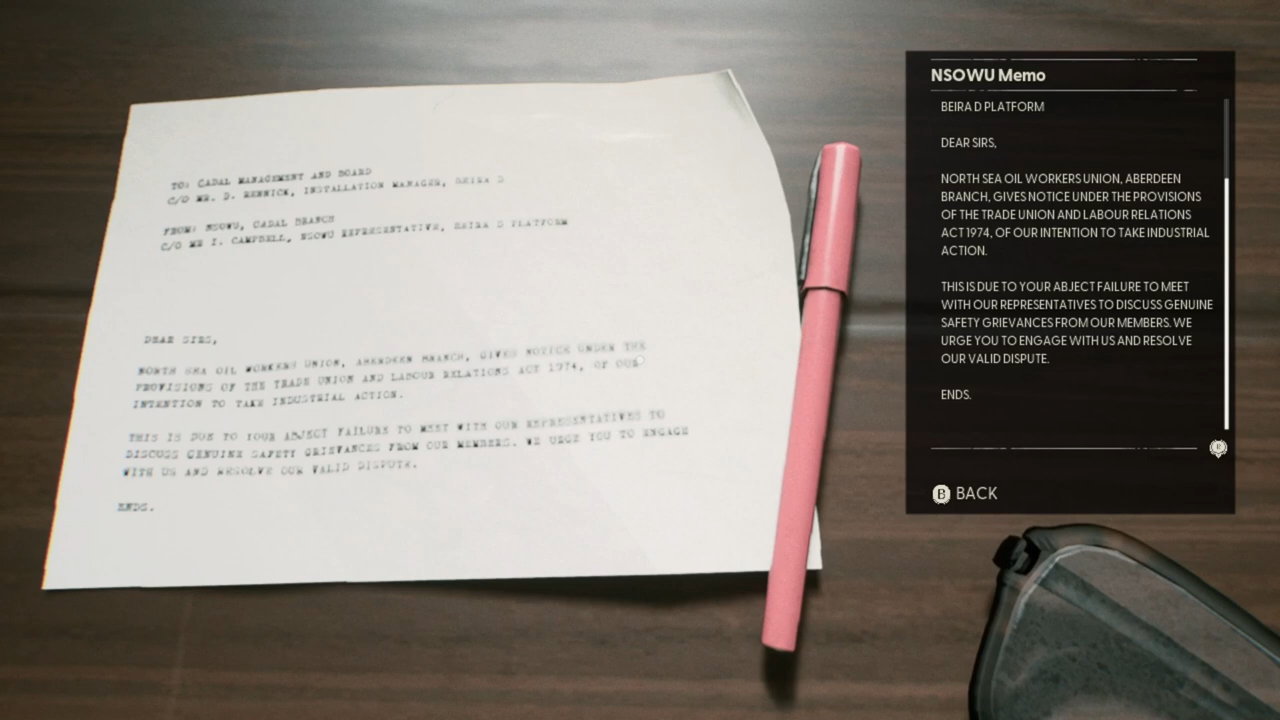 TO: CADAL MANAGEMENT AND BOARD
C/O MR. D. RENNICK, INSTALLATION MANAGER, BEIRA D
FROM: NSOWU, CADAL BRANCH
C/O MR I. CAMPBELL, NSOWU REPRESENTATIVE, BEIRA D PLATFORM
DEAR SIRS,
NORTH SEA OIL WORKERS UNION, ABERDEEN BRANCH, GIVES NOTICE UNDER THE
PROVISIONS OF THE TRADE UNION AND LABOUR RELATIONS ACT 1974, OF OUR
INTENTION TO TAKE INDUSTRIAL ACTION.
THIS IS DUE TO YOUR ABJECT FAILURE TO MEET WITH OUR REPRESENTATIVES TO
DISCUSS GENUINE SAFETY GRIEVANCES FROM OUR MEMBERS. WE URGE YOU TO ENGAGE
WITH US AND RESOLVE OUR VALID DISPUTE.
ENDS.
NSOWU Memo
BEIRA D PLATFORM
DEAR SIRS,
NORTH SEA OIL WORKERS UNION, ABERDEEN
BRANCH, GIVES NOTICE UNDER THE PROVISIONS
OF THE TRADE UNION AND LABOUR RELATIONS
ACT 1974, OF OUR INTENTION TO TAKE INDUSTRIAL
ACTION.
THIS IS DUE TO YOUR ABJECT FAILURE TO MEET
WITH OUR REPRESENTATIVES TO DISCUSS GENUINE
SAFETY GRIEVANCES FROM OUR MEMBERS. WE
URGE YOU TO ENGAGE WITH US AND RESOLVE
OUR VALID DISPUTE.
ENDS.
R
B BACK